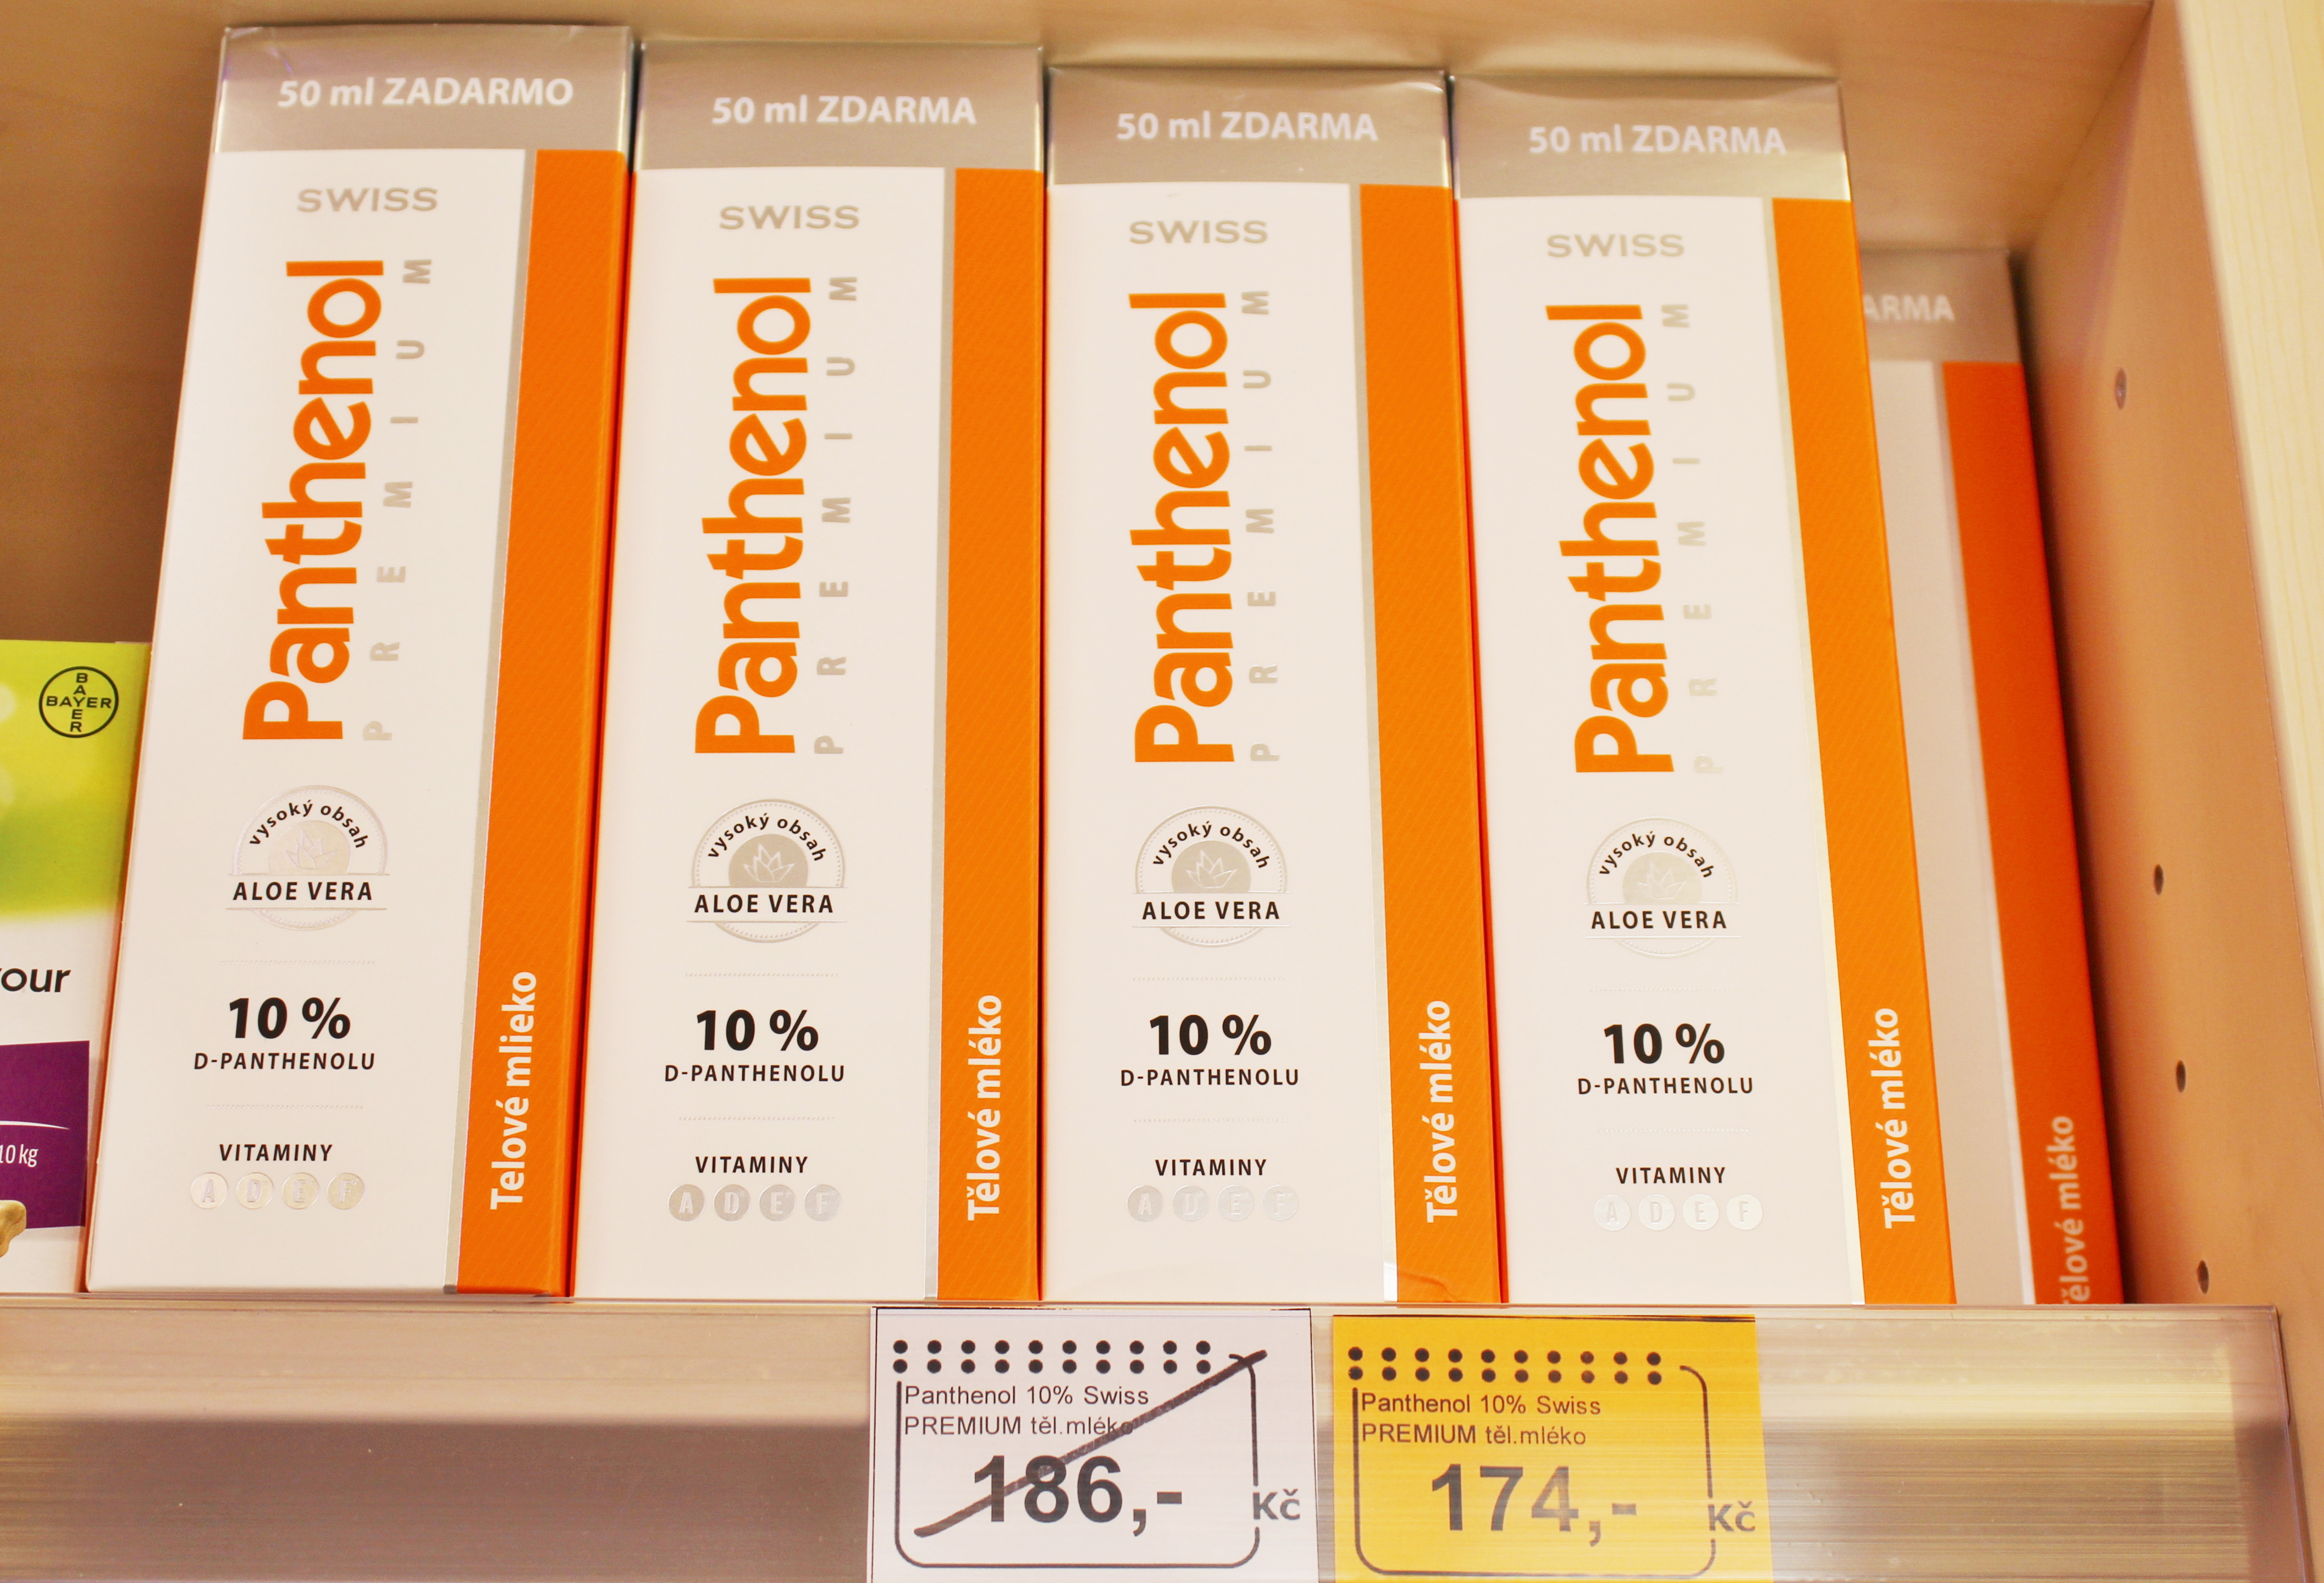 50 ml ZADARMO
SWISS
Panthenol
PREMIUM
vysoký obsah
ALOE VERA
10 %
D-PANTHENOLU
VITAMINY
A D E F
Telové mlieko
50 ml ZDARMA
SWISS
Panthenol
PREMIUM
vysoký obsah
ALOE VERA
10 %
D-PANTHENOLU
VITAMINY
A D E F
Tělové mléko
50 ml ZDARMA
SWISS
Panthenol
PREMIUM
vysoký obsah
ALOE VERA
10 %
D-PANTHENOLU
VITAMINY
A D E F
Tělové mléko
50 ml ZDARMA
SWISS
Panthenol
PREMIUM
vysoký obsah
ALOE VERA
10 %
D-PANTHENOLU
VITAMINY
A D E F
Tělové mléko
ARMA
Tělové mléko
BAYER
BAYER
our
10 kg
Panthenol 10% Swiss
PREMIUM těl.mléko
186,-
Kč
Panthenol 10% Swiss
PREMIUM těl.mléko
174,-
Kč